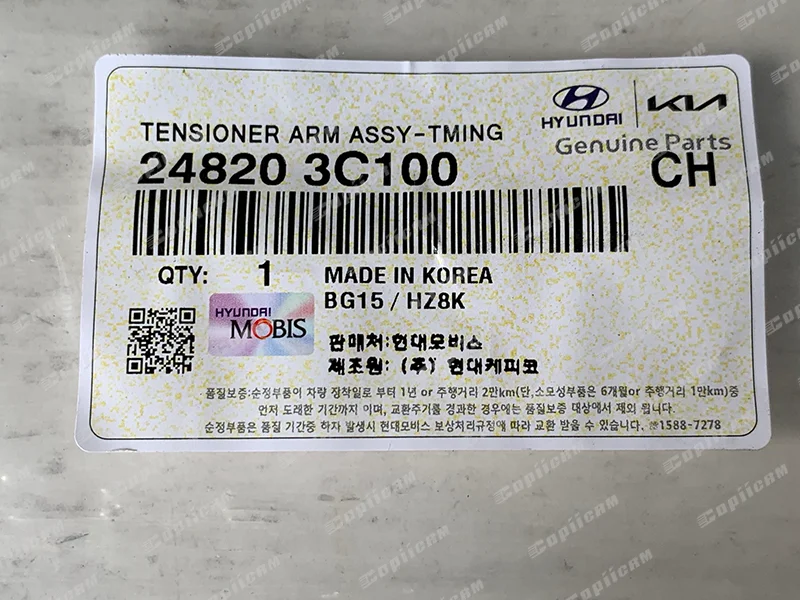 HYUNDAI
KIA
Genuine Parts
TENSIONER ARM ASSY-TMING
24820 3C100 CH
QTY: 1 MADE IN KOREA
BG15 / HZ8K
HYUNDAI
MOBIS
판매처:현대모비스
제조원: (주) 현대케피코
품질보증:순정부품이 차량 장착일로 부터 1년 or 주행거리 2만km(단,소모성부품은 6개월or 주행거리 1만km)중
먼저 도래한 기간까지 이며, 교환주기를 경과한 경우에는 품질보증 대상에서 제외 됩니다.
순정부품은 품질 기간중 하자 발생시 현대모비스 보상처리규정에 따라 교환 받을 수 있습니다. ☏1588-7278
Copiicam